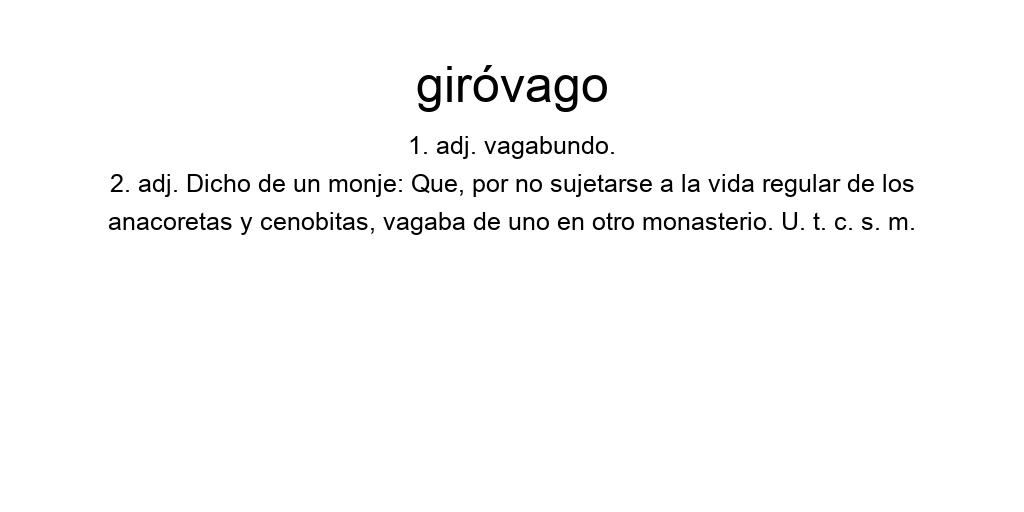 giróvago
1. adj. vagabundo.
2. adj. Dicho de un monje: Que, por no sujetarse a la vida regular de los
anacoretas y cenobitas, vagaba de uno en otro monasterio. U. t. c. s. m.